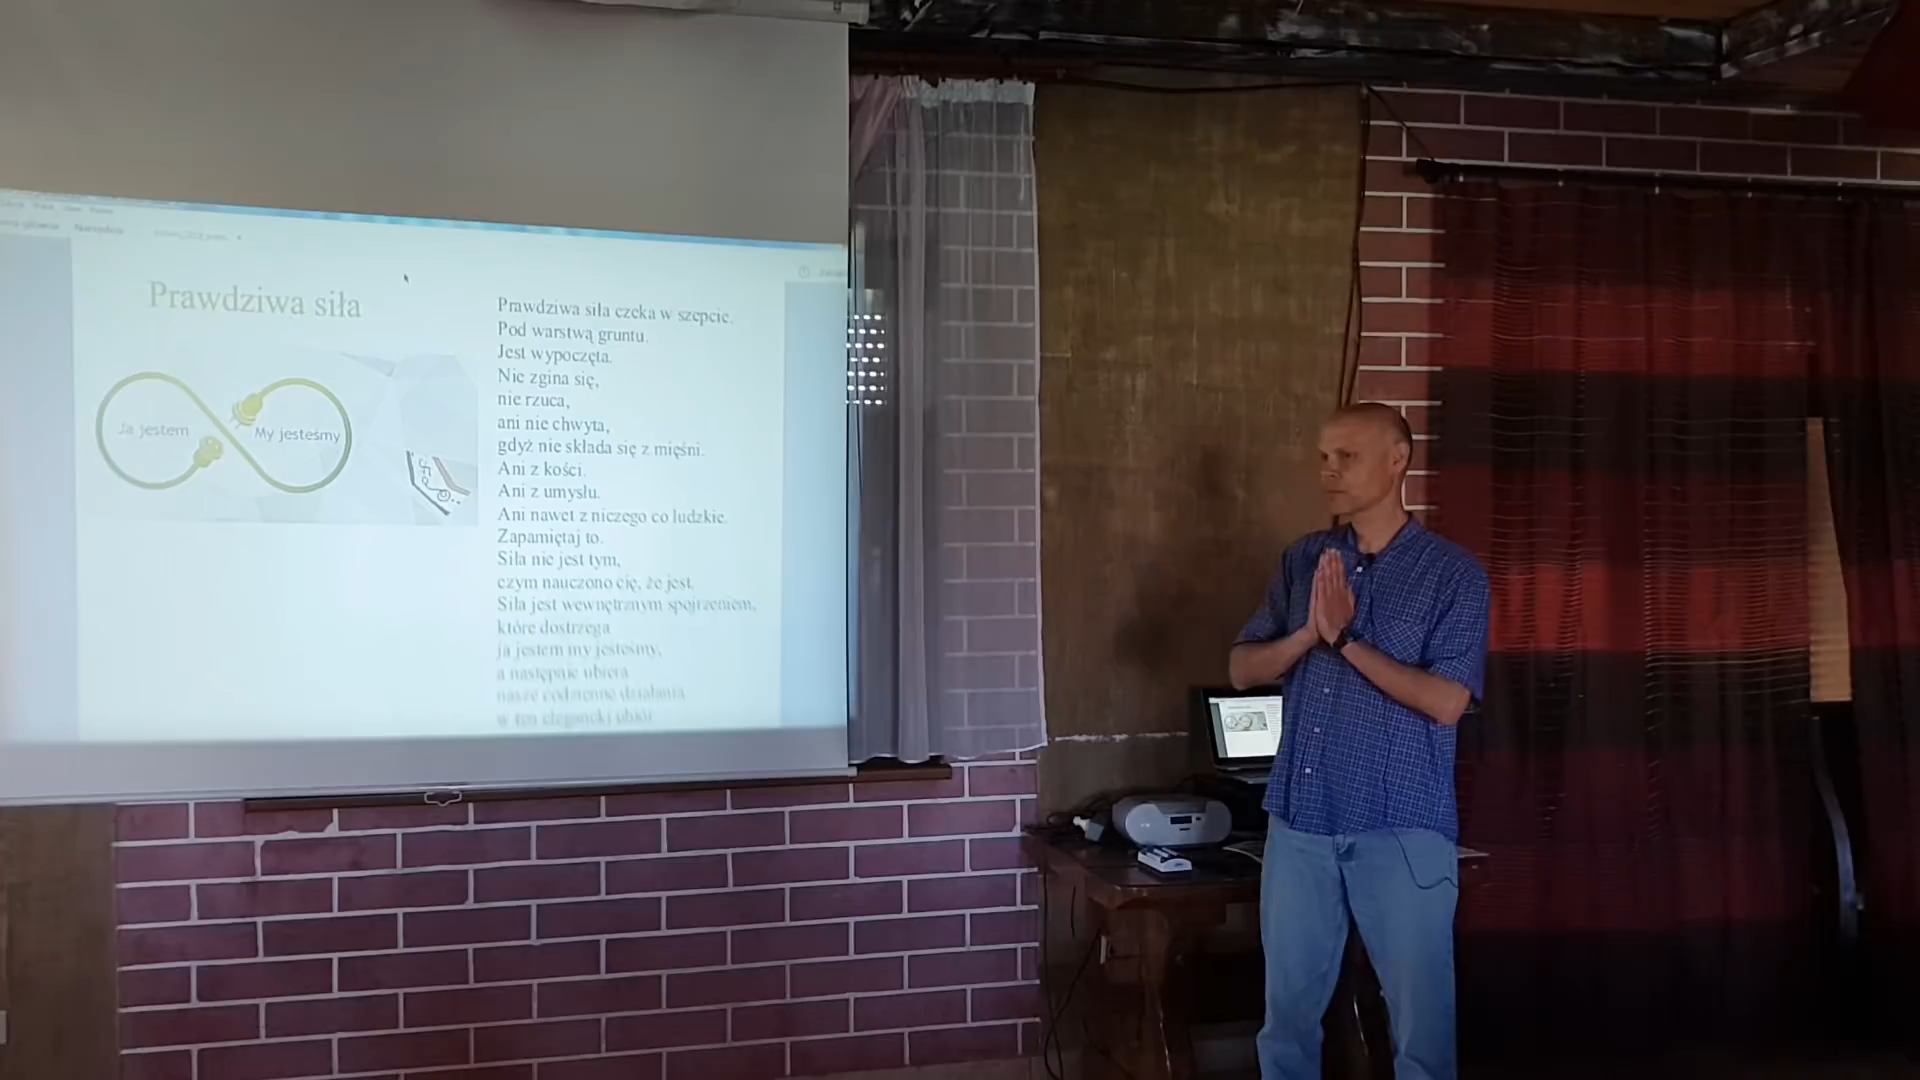 Narzędzia
Prawdziwa siła
Ja jestem
My jesteśmy
Prawdziwa siła czeka w szepcie.
Pod warstwą gruntu.
Jest wypoczęta.
Nie zgina się,
nie rzuca,
ani nie chwyta,
gdyż nie składa się z mięśni.
Ani z kości.
Ani z umysłu.
Ani nawet z niczego co ludzkie.
Zapamiętaj to.
Siła nie jest tym,
czym nauczono cię, że jest.
Siła jest wewnętrznym spojrzeniem,
które dostrzega
ja jestem my jesteśmy,
a następnie ubiera
nasze codzienne działania
w ten elegancki ubiór